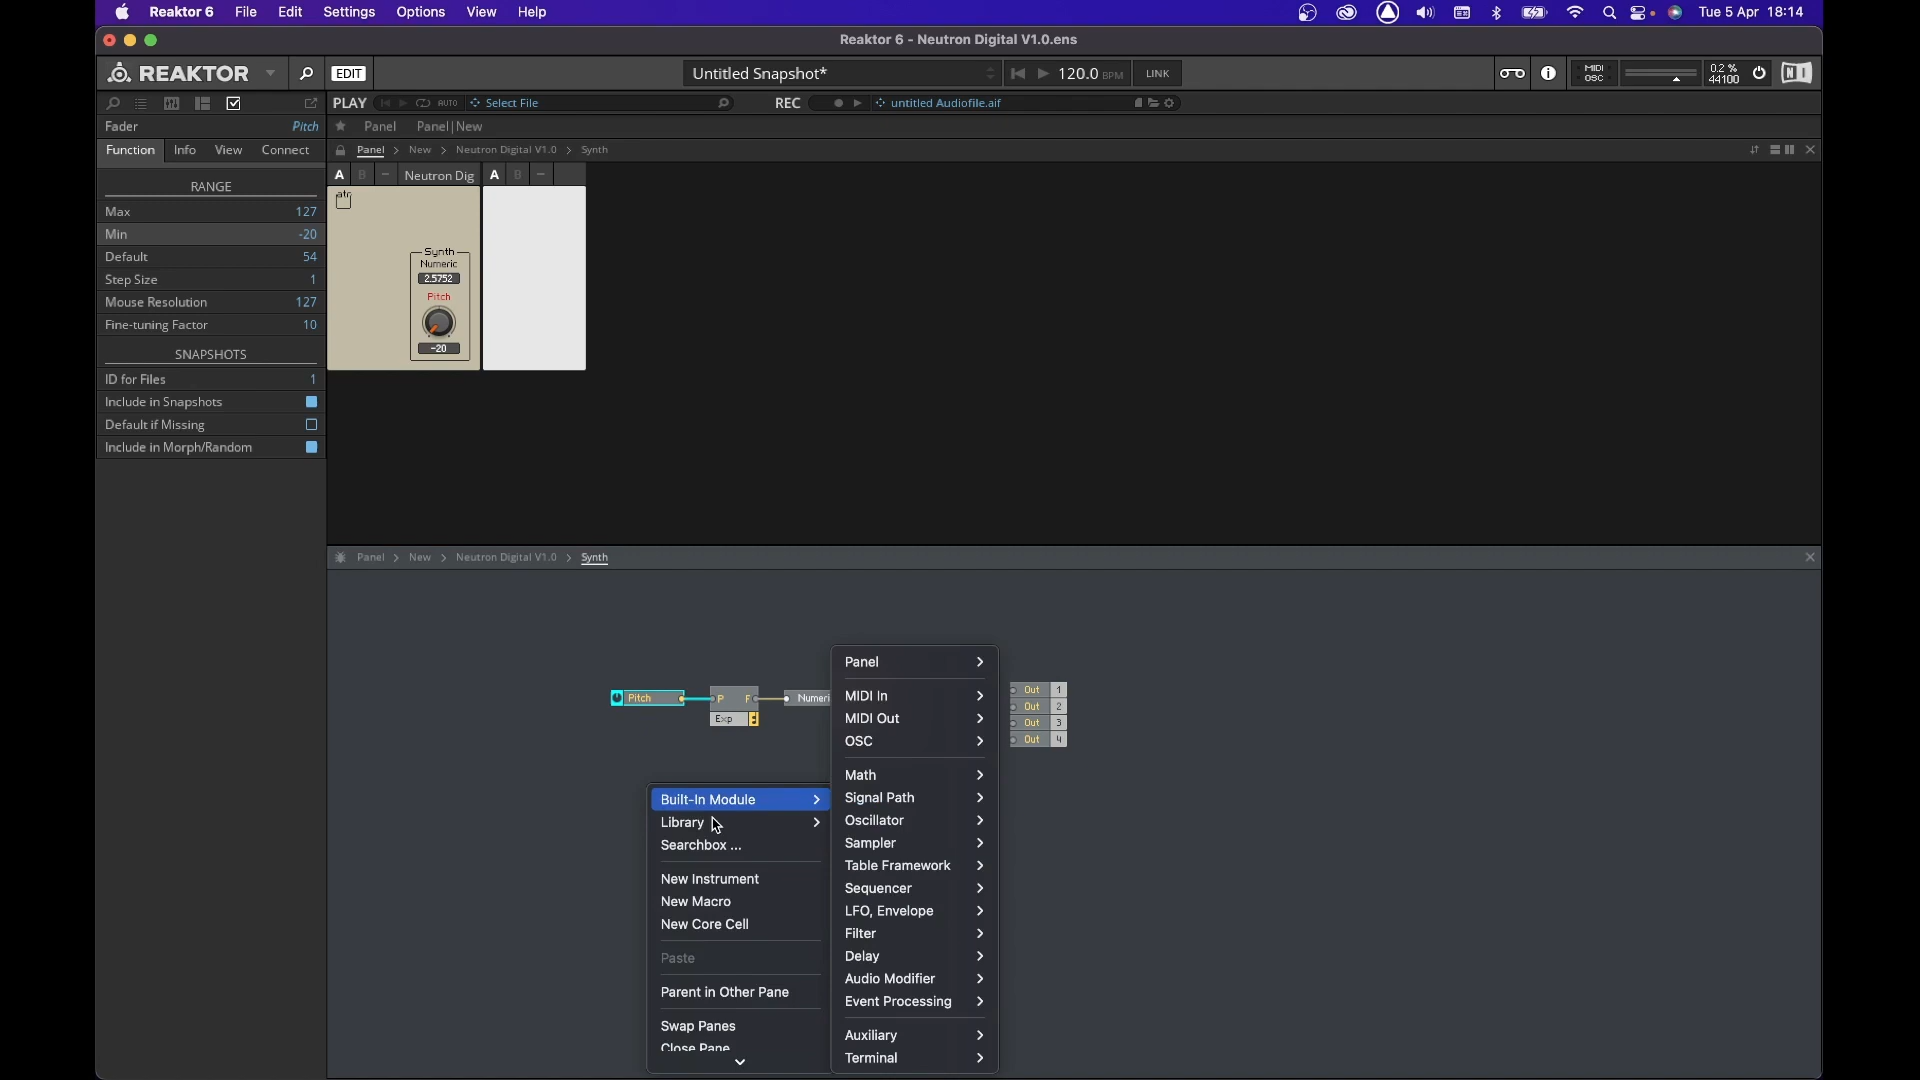 Reaktor 6 File Edit Settings Options View Help Tue 5 Apr 18:14
Reaktor 6 - Neutron Digital V1.0.ens
REAKTOR EDIT Untitled Snapshot* 120.0 BPM LINK MIDI OSC 0.2 % 44100
PLAY AUTO Select File REC untitled Audiofile.aif
Fader Pitch Panel Panel|New
Function Info View Connect Panel New Neutron Digital V1.0 Synth
A B Neutron Dig A B
RANGE
Max 127
Min -20
Default 54
Step Size 1
Mouse Resolution 127
Fine-tuning Factor 10
SNAPSHOTS
ID for Files 1
Include in Snapshots
Default if Missing
Include in Morph/Random
Synth
Numeric
2.5752
Pitch
-20
Panel New Neutron Digital V1.0 Synth
Pitch P F Exp
Out 1
Out 2
Out 3
Out 4
Built-In Module
Library
Searchbox ...
New Instrument
New Macro
New Core Cell
Paste
Parent in Other Pane
Swap Panes
Close Pane
Panel
MIDI In
MIDI Out
OSC
Math
Signal Path
Oscillator
Sampler
Table Framework
Sequencer
LFO, Envelope
Filter
Delay
Audio Modifier
Event Processing
Auxiliary
Terminal